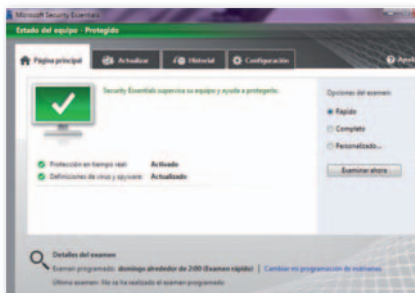 Microsoft Security Essentials
Estado del equipo - Protegido
Página principal
Actualizar
Historial
Configuración
Ayuda
Security Essentials supervisa su equipo y ayuda a protegerlo.
Opciones del examen:
Rápido
Completo
Personalizado...
Examinar ahora
Protección en tiempo real: Activado
Definiciones de virus y spyware: Actualizado
Detalles del examen
Examen programado: domingo alrededor de 2:00 (Examen rápido) | Cambiar mi programación de exámenes
Último examen: No se ha realizado el examen programado